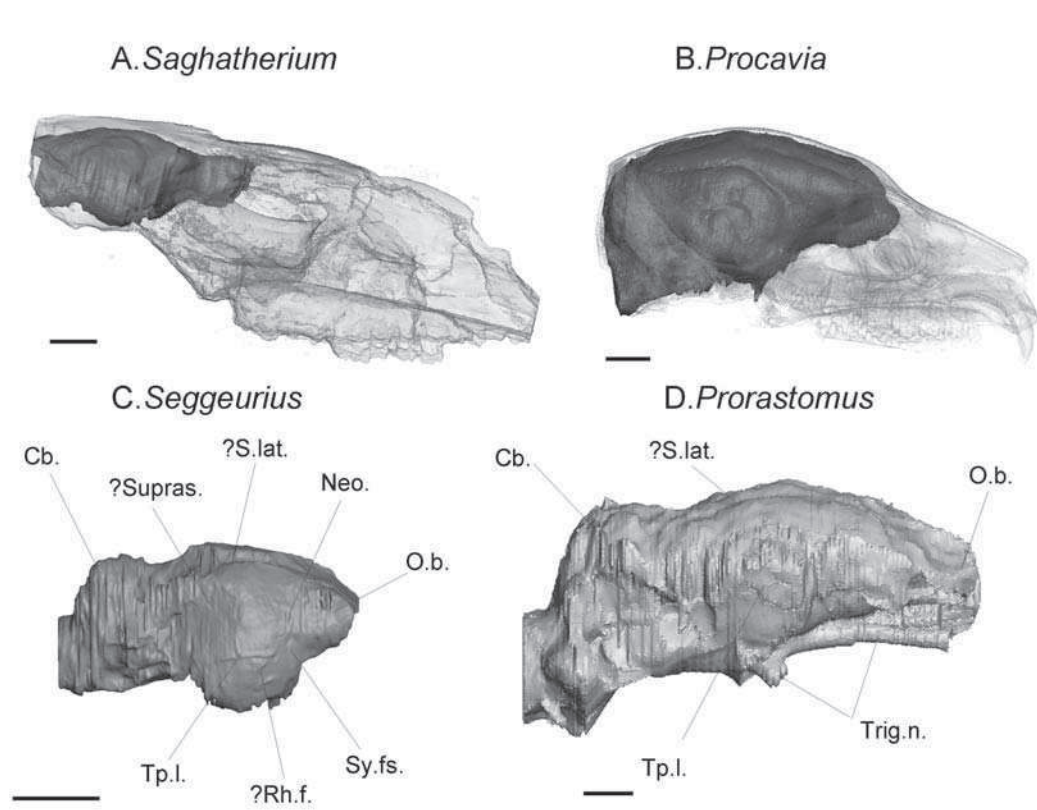 A. Saghatherium
B. Procavia
C. Seggeurius
D. Prorastomus
Cb.
?Supras.
?S.lat.
Neo.
O.b.
Tp.l.
?Rh.f.
Sy.fs.
Cb.
?S.lat.
O.b.
Tp.l.
Trig.n.